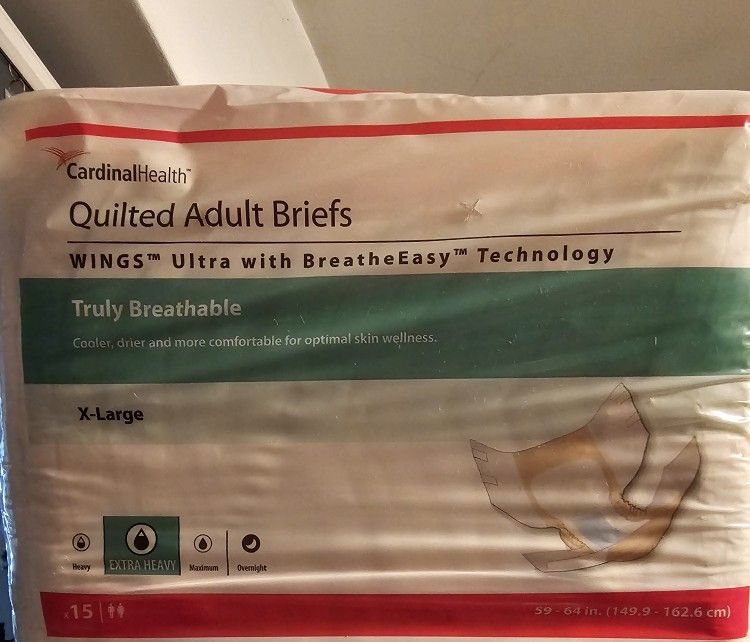 CardinalHealth™
Quilted Adult Briefs
WINGS™ Ultra with BreatheEasy™ Technology
Truly Breathable
Cooler, drier and more comfortable for optimal skin wellness.
X-Large
Heavy EXTRA HEAVY Maximum Overnight
x15 59 - 64 in. (149.9 - 162.6 cm)